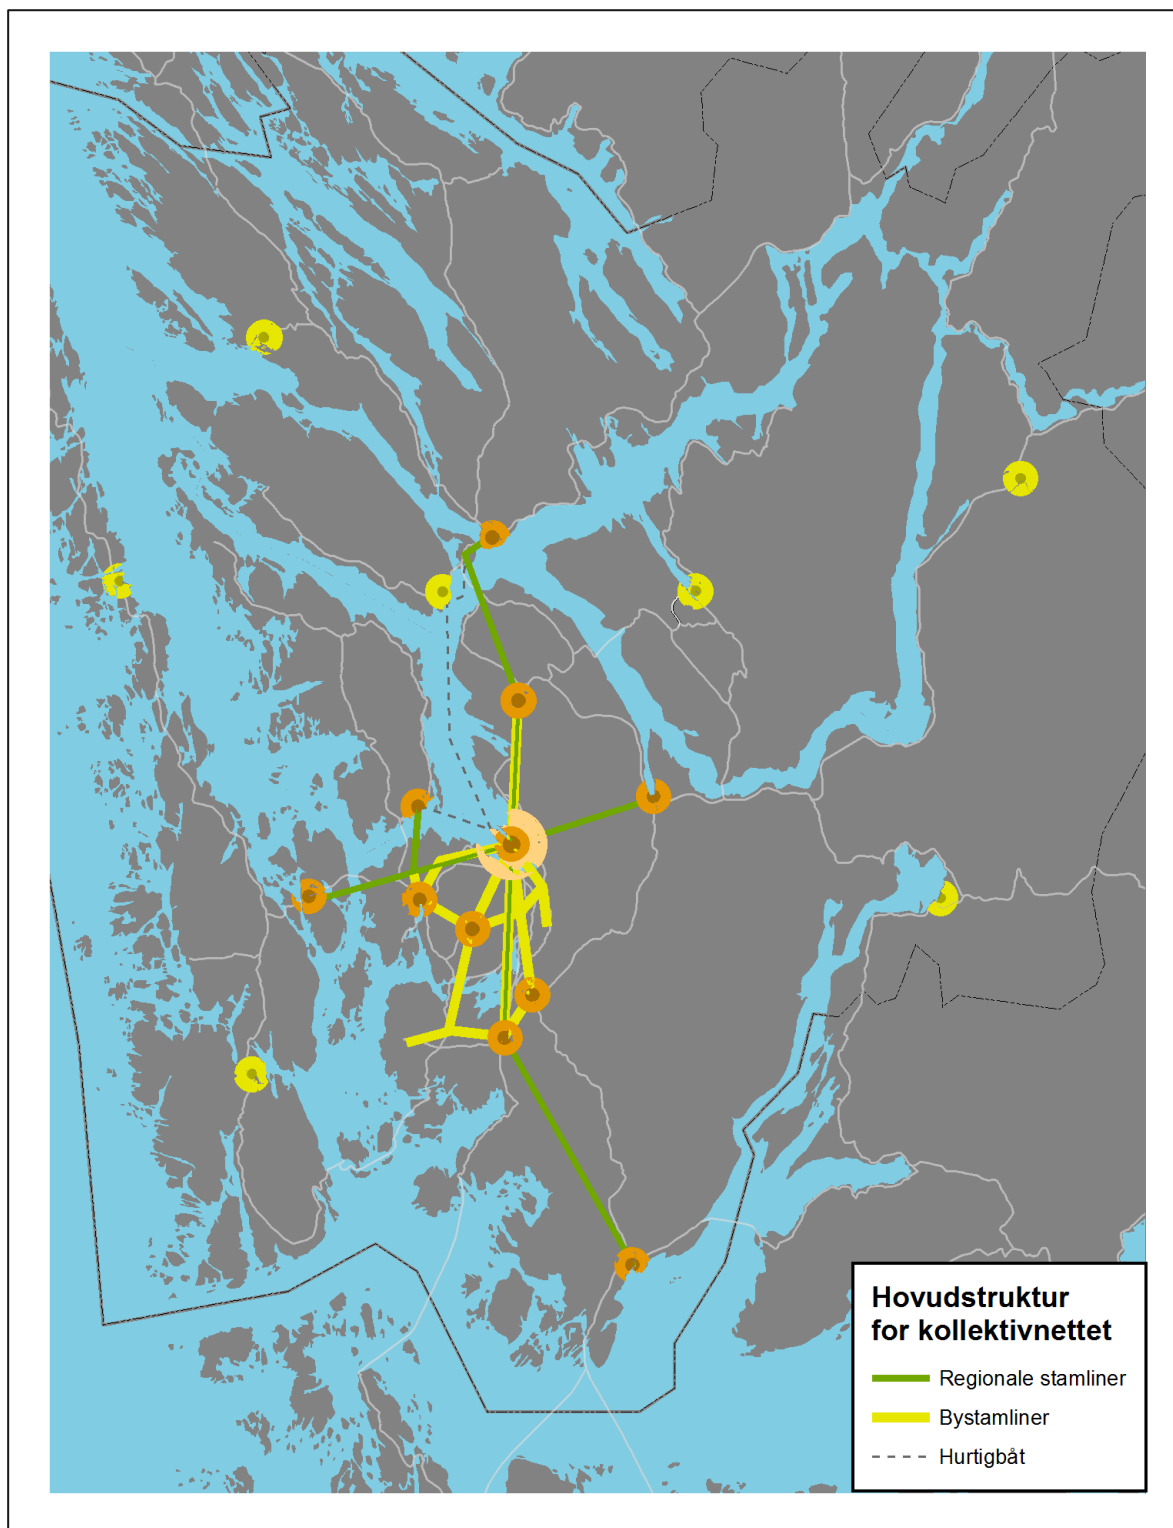 Hovudstruktur
for kollektivnettet
Regionale stamliner
Bystamliner
Hurtigbåt